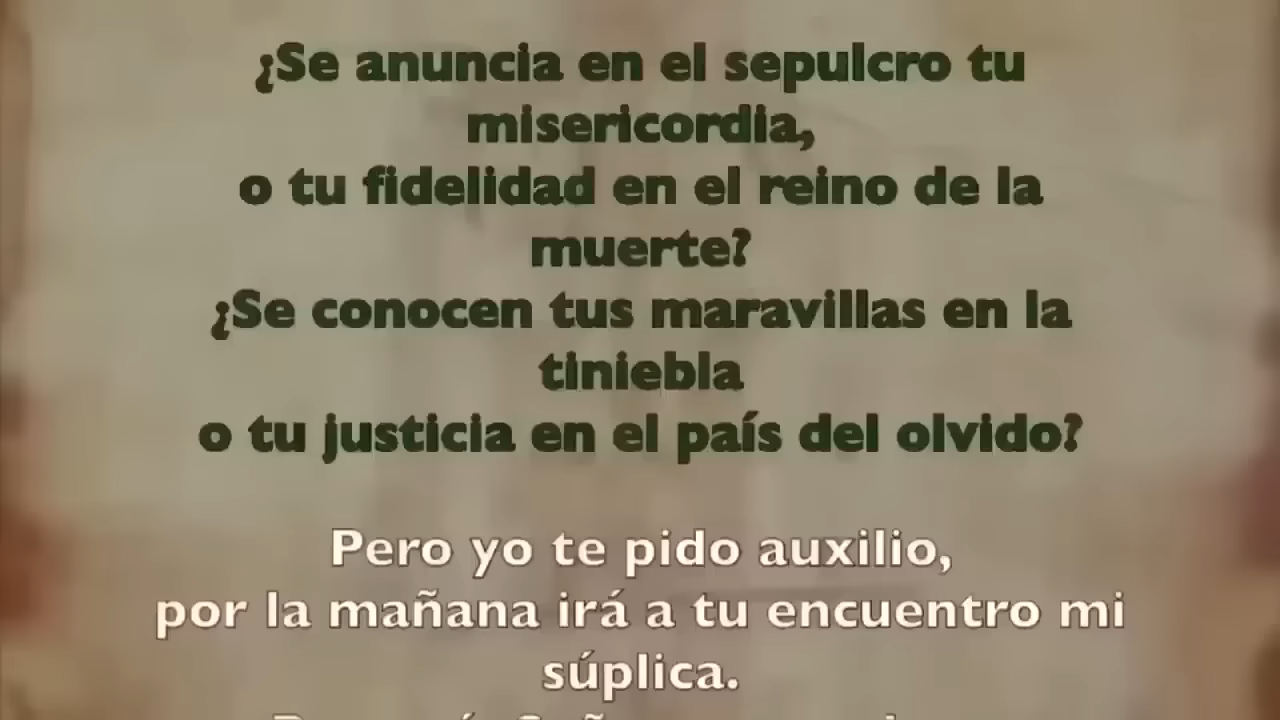 ¿Se anuncia en el sepulcro tu
misericordia,
o tu fidelidad en el reino de la
muerte?
¿Se conocen tus maravillas en la
tiniebla
o tu justicia en el país del olvido?
Pero yo te pido auxilio,
por la mañana irá a tu encuentro mi
súplica.